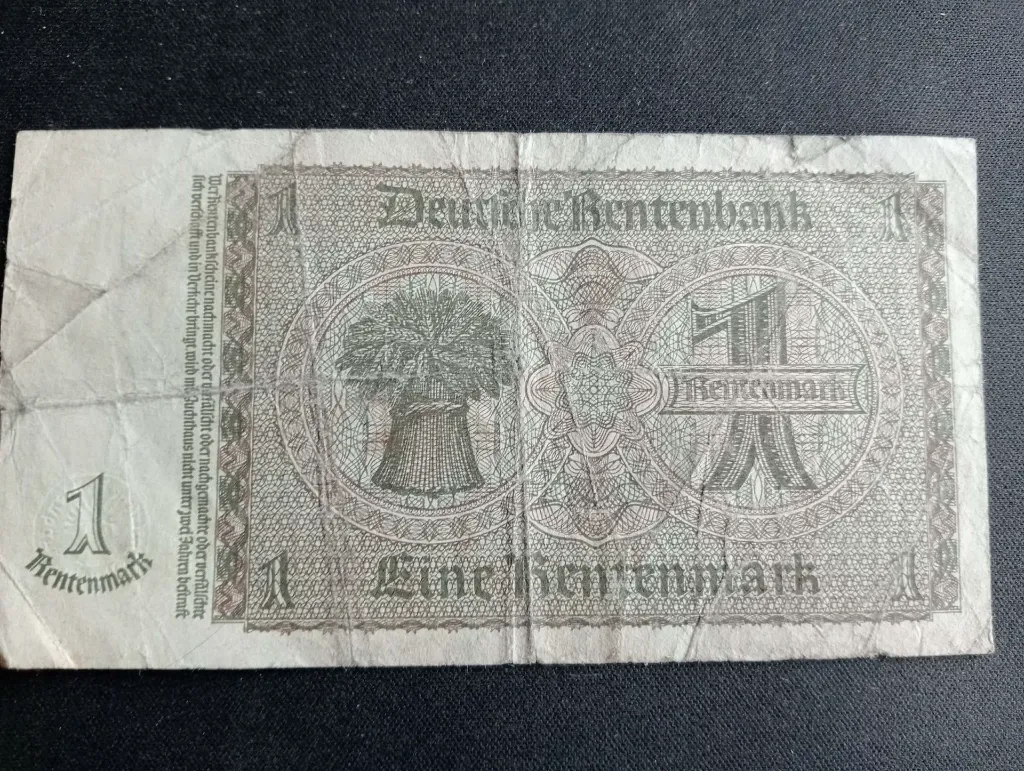 1
Deutsche Rentenbank
1
1
Rentenmark
1
Eine Rentenmark
1
Wer Rentenbankscheine nachmacht oder verfälscht oder nachgemachte oder verfälschte
sich verschafft und in Verkehr bringt, wird mit Zuchthaus nicht unter zwei Jahren bestraft
1
Rentenmark